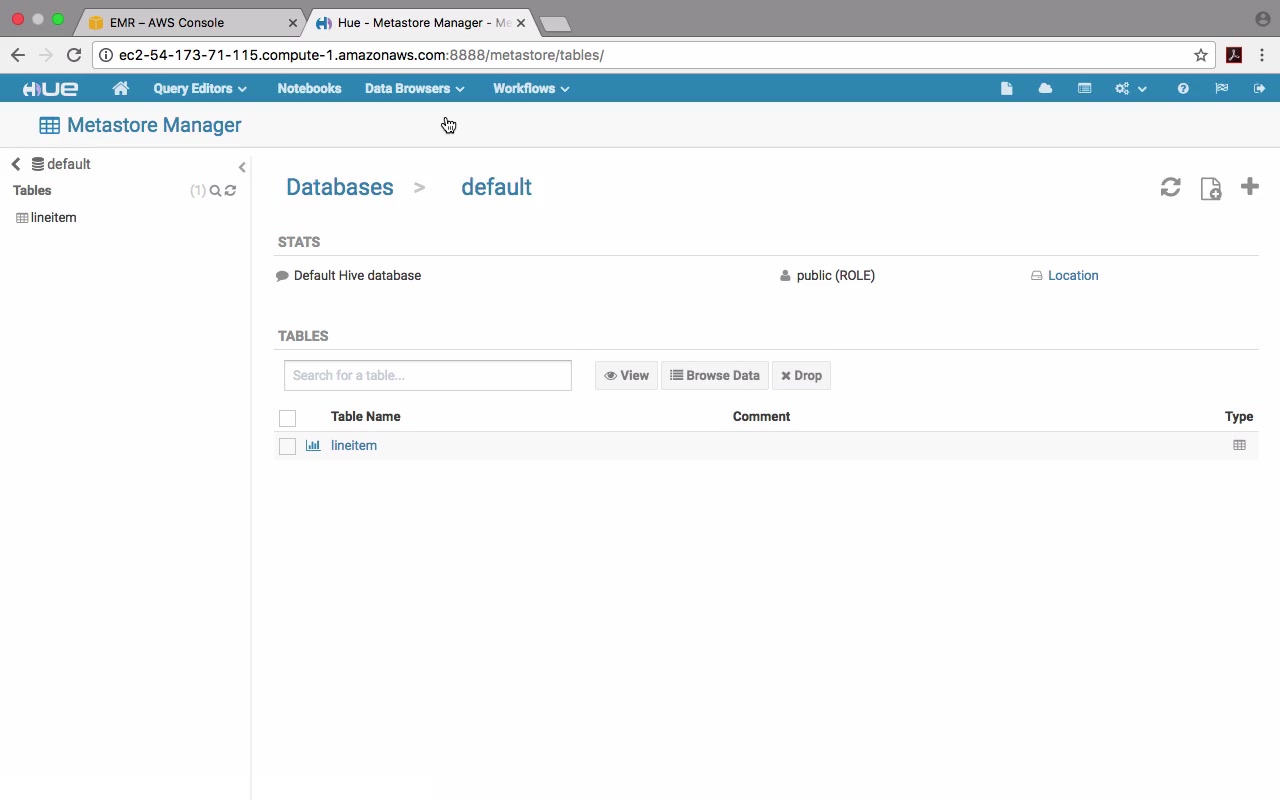 EMR – AWS Console
Hue - Metastore Manager - Me
ec2-54-173-71-115.compute-1.amazonaws.com:8888/metastore/tables/
HUE Query Editors Notebooks Data Browsers Workflows
Metastore Manager
default
Tables (1)
lineitem
Databases > default
STATS
Default Hive database public (ROLE) Location
TABLES
Search for a table... View Browse Data Drop
Table Name Comment Type
lineitem